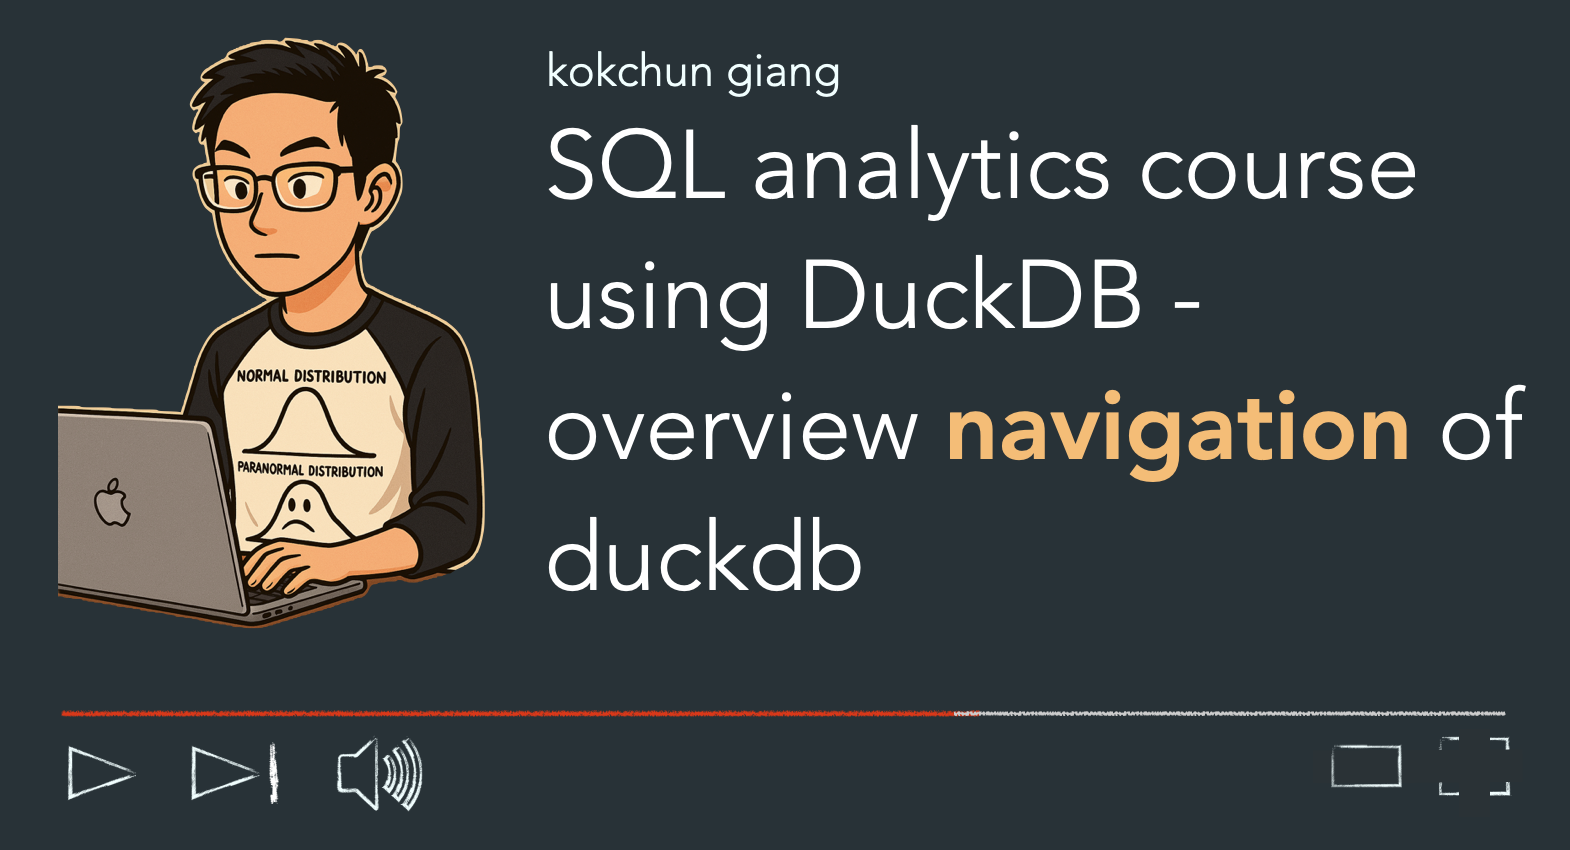 kokchun giang
SQL analytics course
using DuckDB -
overview navigation of
duckdb
NORMAL DISTRIBUTION
PARANORMAL DISTRIBUTION